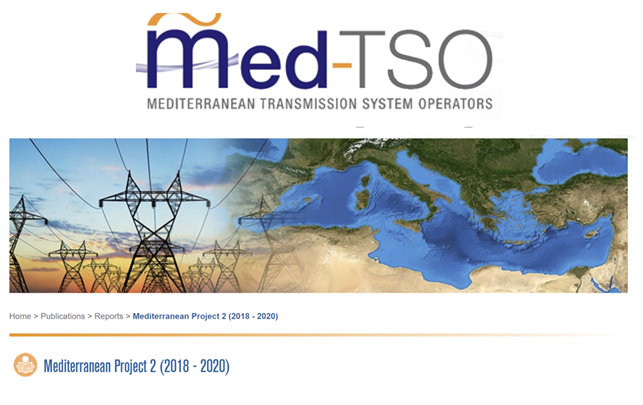 Med-TSO
MEDITERRANEAN TRANSMISSION SYSTEM OPERATORS
Home > Publications > Reports > Mediterranean Project 2 (2018 - 2020)
Mediterranean Project 2 (2018 - 2020)